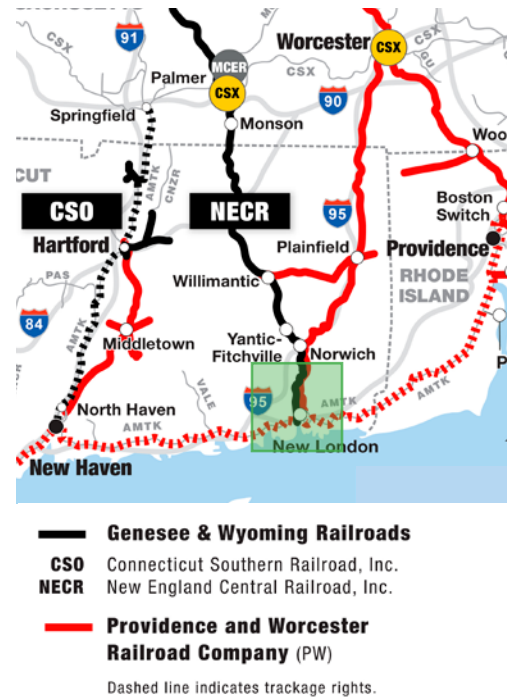 CSX
91
Worcester
CSX
CSX
GU
MCER
Palmer
CSX
CSX
90
Springfield
Monson
Woo
CUT
AMTK
CNZR
CSO
NECR
95
Boston
Switch
Hartford
Plainfield
Providence
PAS
Willimantic
RHODE
ISLAND
84
AMTK
Middletown
Yantic-
Fitchville
Norwich
P
VALE
95
AMTK
AMTK
North Haven
AMTK
New London
New Haven
Genesee & Wyoming Railroads
CSO Connecticut Southern Railroad, Inc.
NECR New England Central Railroad, Inc.
Providence and Worcester
Railroad Company (PW)
Dashed line indicates trackage rights.